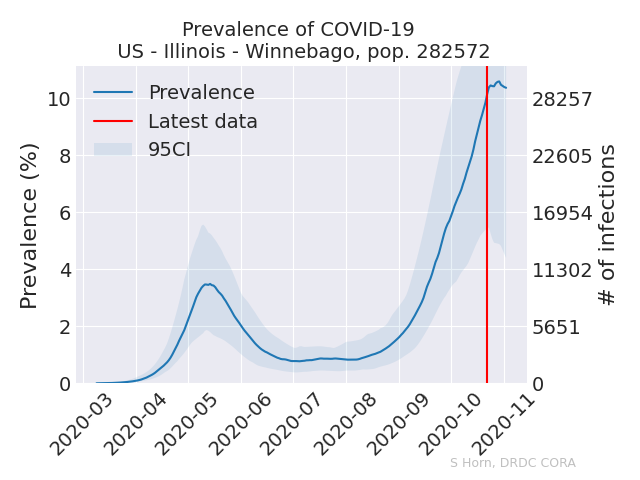 Prevalence of COVID-19
US - Illinois - Winnebago, pop. 282572
Prevalence
Latest data
95CI
Prevalence (%)
10
8
6
4
2
0
28257
22605
16954
11302
5651
0
# of infections
2020-03
2020-04
2020-05
2020-06
2020-07
2020-08
2020-09
2020-10
2020-11
S Horn, DRDC CORA